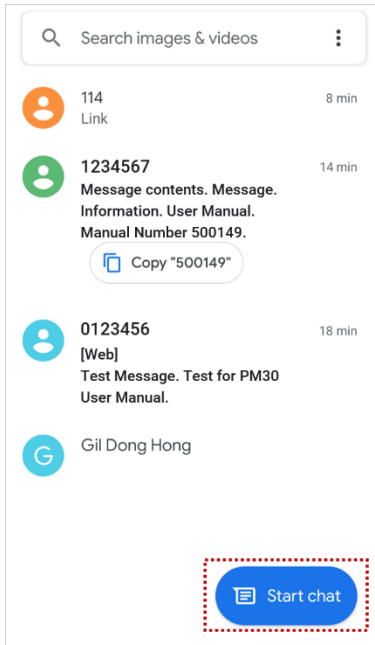 Search images & videos
114
8 min
Link
1234567
14 min
Message contents. Message.
Information. User Manual.
Manual Number 500149.
Copy "500149"
0123456
18 min
[Web]
Test Message. Test for PM30
User Manual.
G
Gil Dong Hong
Start chat